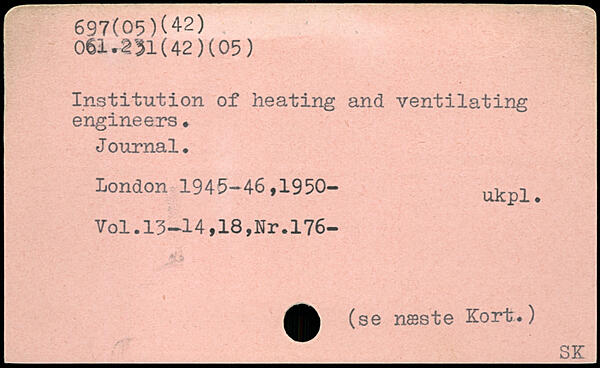 697(05)(42)
061.231(42)(05)
Institution of heating and ventilating
engineers.
Journal.
London 1945-46,1950-
ukpl.
Vol.13-14,18,Nr.176-
(se næste Kort.)
SK